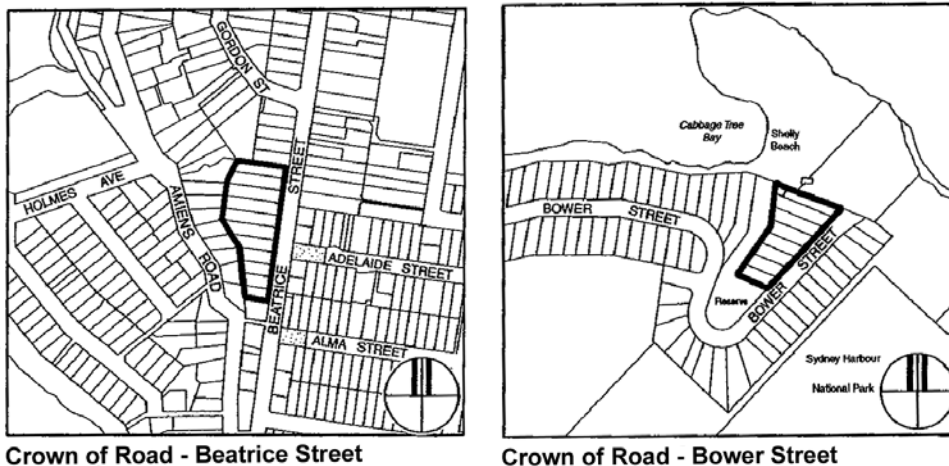 GORDON ST
HOLMES AVE
AMIENS ROAD
BEATRICE STREET
ADELAIDE STREET
ALMA STREET
Crown of Road - Beatrice Street
Cabbage Tree
Bay
Shelly
Beach
BOWER STREET
Reserve
BOWER STREET
Sydney Harbour
National Park
Crown of Road - Bower Street